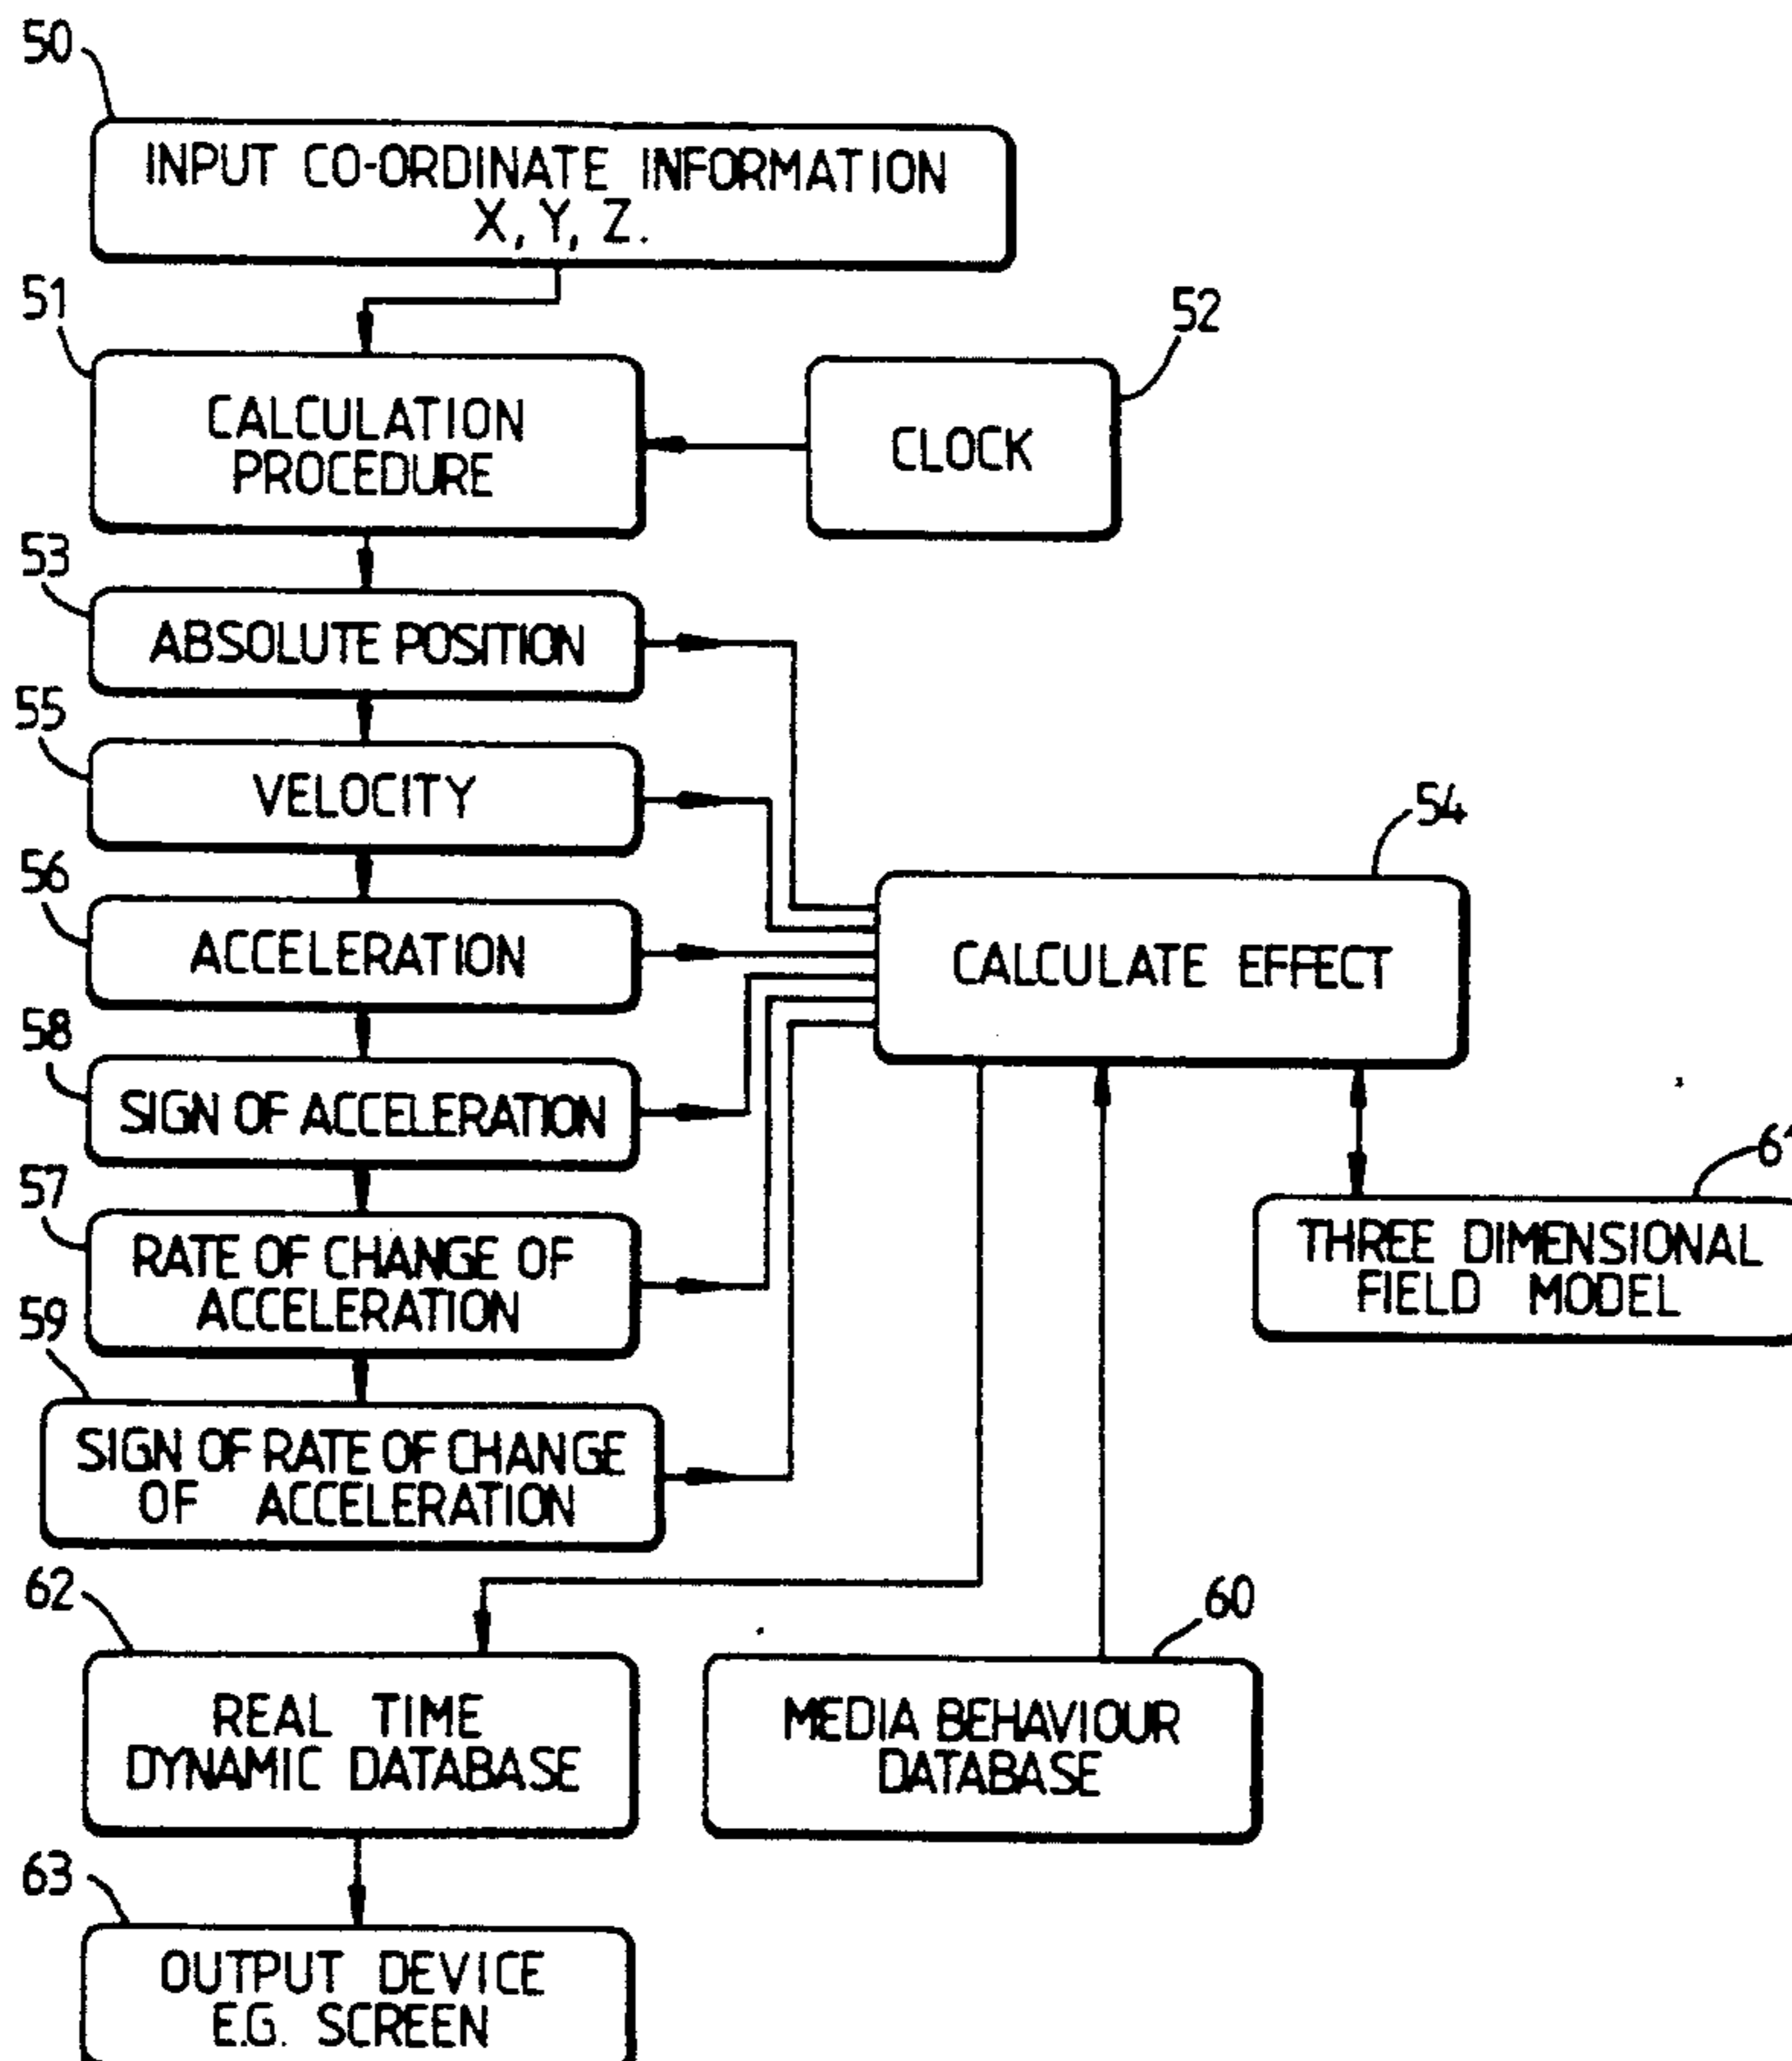 50
INPUT CO-ORDINATE INFORMATION
X, Y, Z.
51
52
CALCULATION
PROCEDURE
CLOCK
53
ABSOLUTE POSITION
55
VELOCITY
54
56
ACCELERATION
CALCULATE EFFECT
58
SIGN OF ACCELERATION
57
RATE OF CHANGE OF
ACCELERATION
61
THREE DIMENSIONAL
FIELD MODEL
59
SIGN OF RATE OF CHANGE
OF ACCELERATION
62
60
REAL TIME
DYNAMIC DATABASE
MEDIA BEHAVIOUR
DATABASE
63
OUTPUT DEVICE
E.G. SCREEN